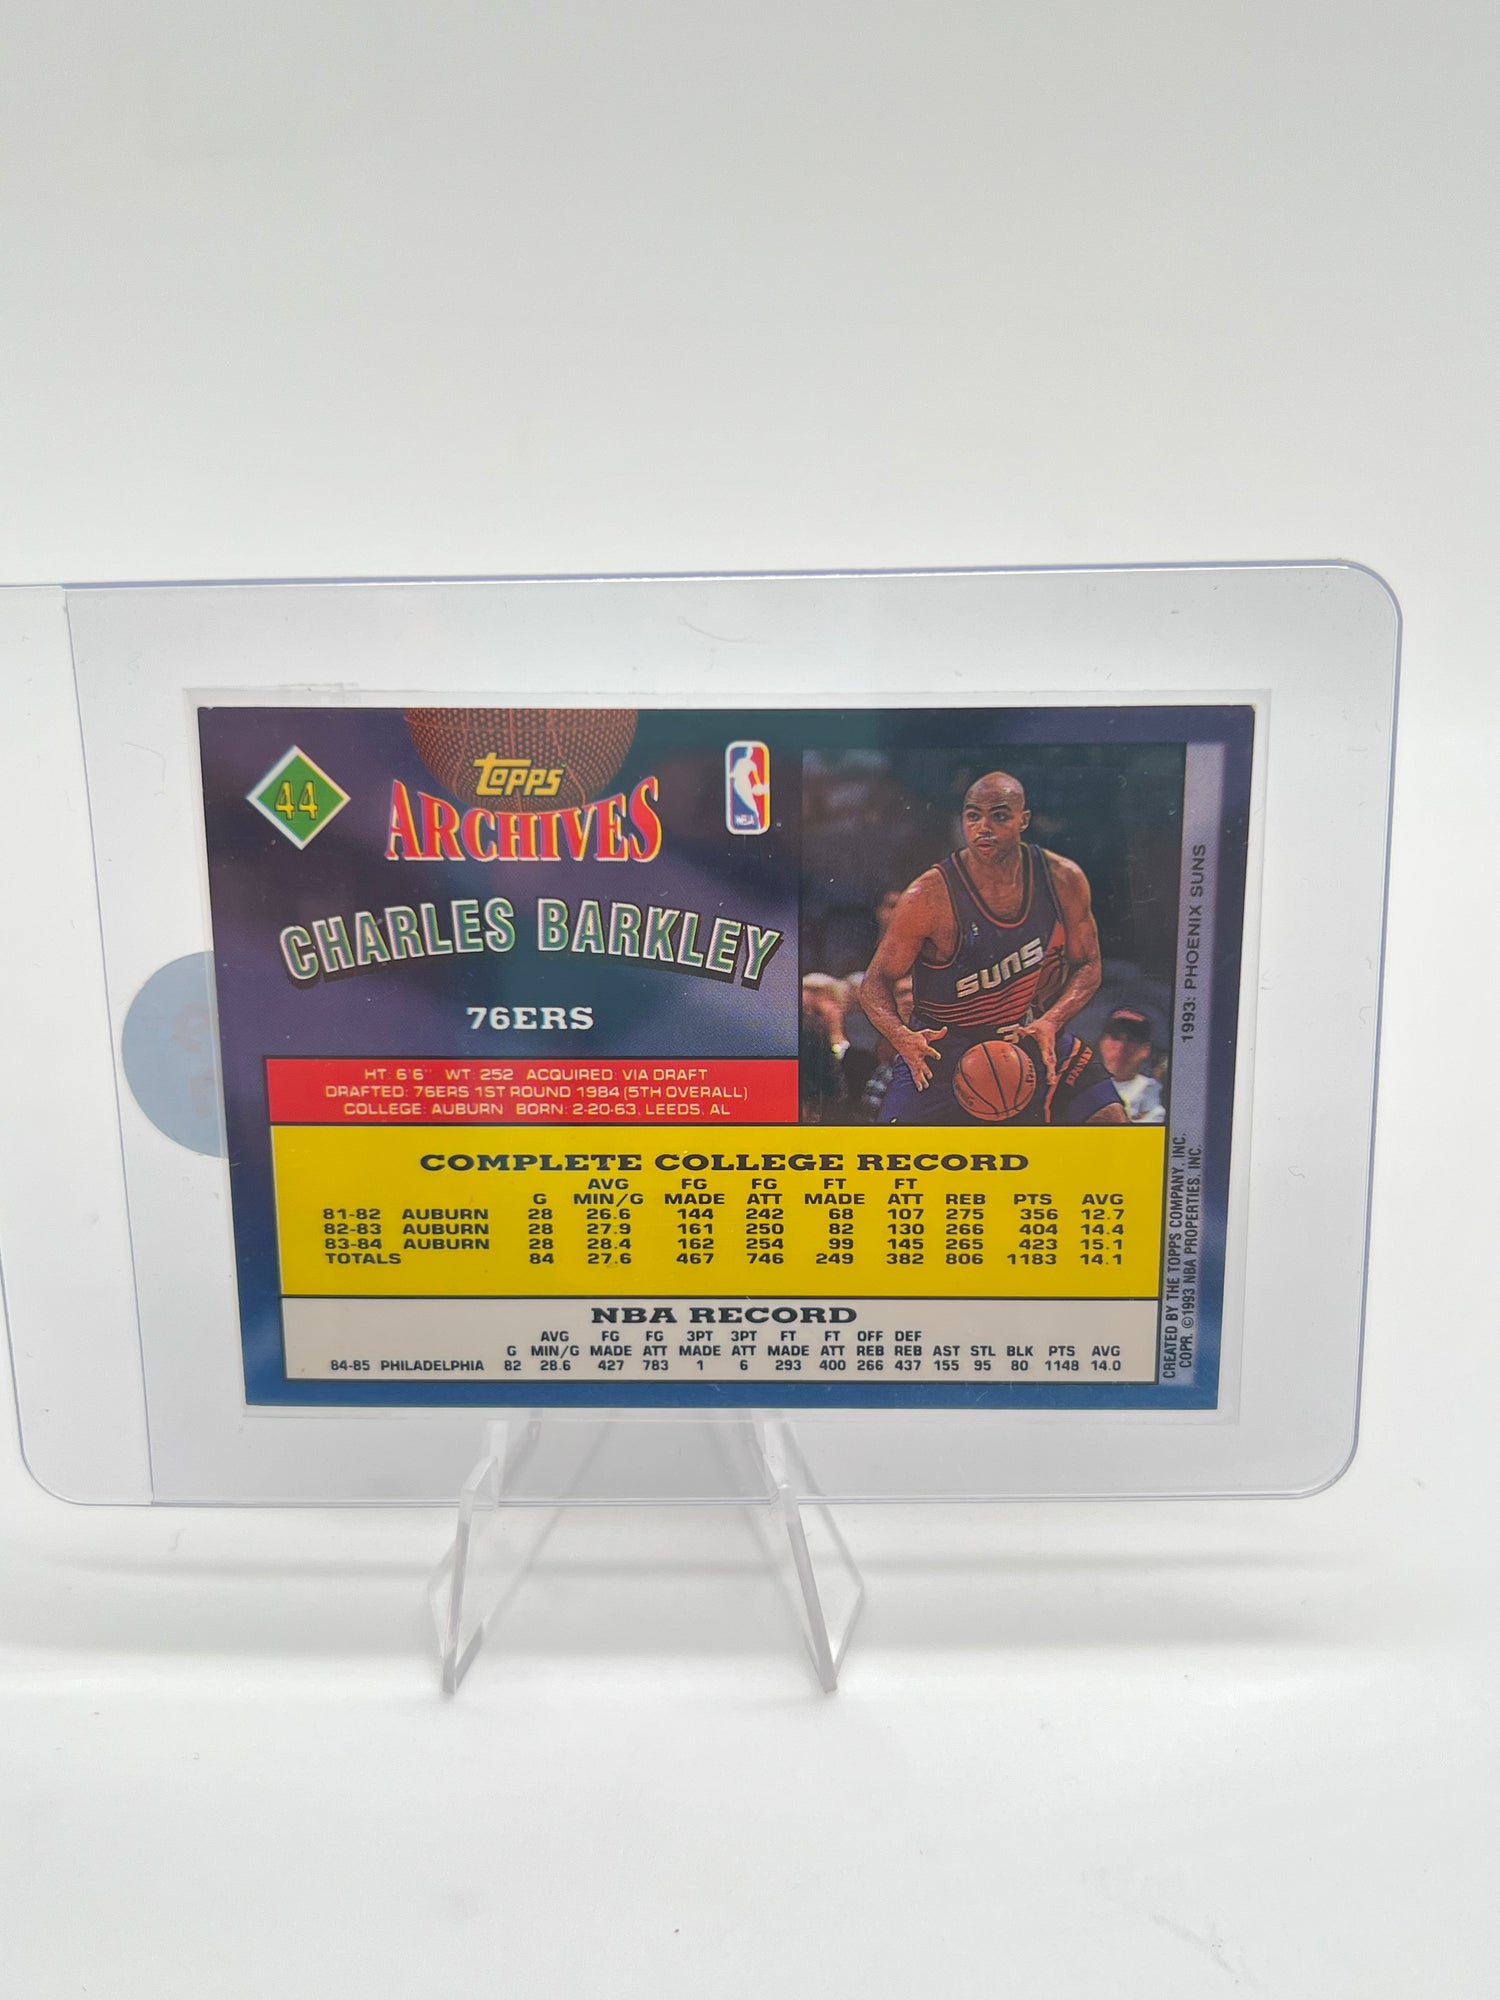 44
TOPPS
ARCHIVES
CHARLES BARKLEY
76ERS
HT: 6'6" WT: 252 ACQUIRED: VIA DRAFT
DRAFTED: 76ERS 1ST ROUND 1984 (5TH OVERALL)
COLLEGE: AUBURN BORN: 2-20-63, LEEDS, AL
SUNS
1993: PHOENIX SUNS
COMPLETE COLLEGE RECORD
AVG FG FG FT FT
G MIN/G MADE ATT MADE ATT REB PTS AVG
81-82 AUBURN 28 26.6 144 242 68 107 275 356 12.7
82-83 AUBURN 28 27.9 161 250 82 130 266 404 14.4
83-84 AUBURN 28 28.4 162 254 99 145 265 423 15.1
TOTALS 84 27.6 467 746 249 382 806 1183 14.1
NBA RECORD
AVG FG FG 3PT 3PT FT FT OFF DEF
G MIN/G MADE ATT MADE ATT MADE ATT REB REB AST STL BLK PTS AVG
84-85 PHILADELPHIA 82 28.6 427 783 1 6 293 400 266 437 155 95 80 1148 14.0
CREATED BY THE TOPPS COMPANY, INC.
COPR. ©1993 NBA PROPERTIES, INC.